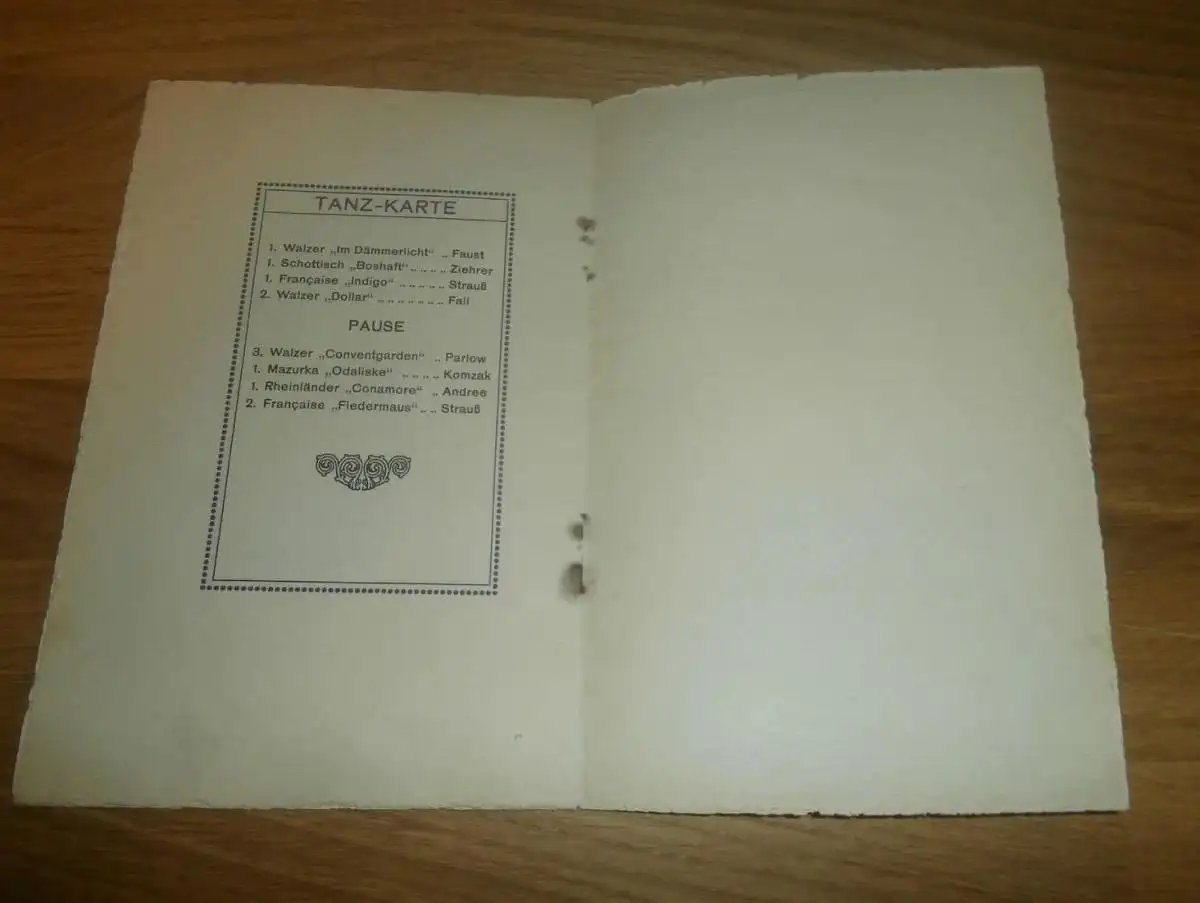 TANZ-KARTE
1. Walzer „Im Dämmerlicht“ .. Faust
1. Schottisch „Boshaft“ .. .. .. .. Ziehrer
1. Française „Indigo“ .. .. .. .. .. Strauß
2. Walzer „Dollar“ .. .. .. .. .. .. .. Fall
PAUSE
3. Walzer „Conventgarden“ .. Parlow
1. Mazurka „Odaliske“ .. .. .. .. Komzak
1. Rheinländer „Conamore“ .. Andree
2. Française „Fledermaus“ .. .. Strauß